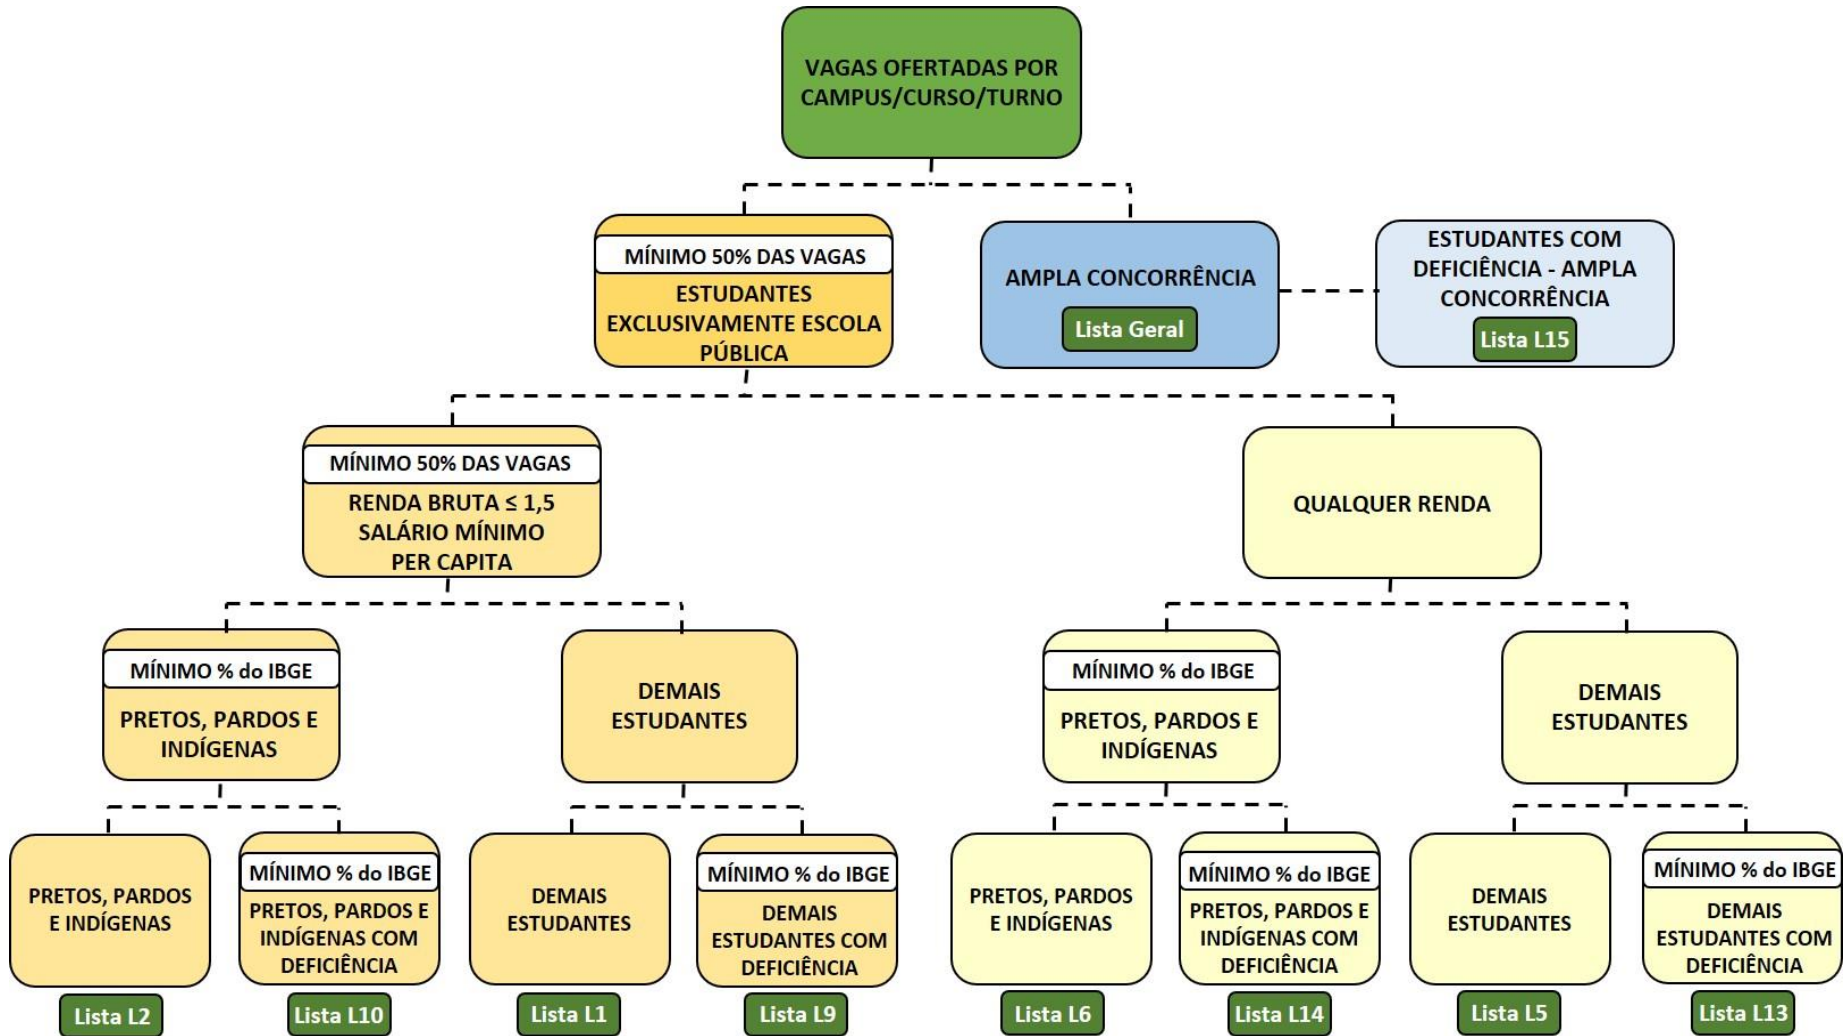 VAGAS OFERTADAS POR
CAMPUS/CURSO/TURNO
MÍNIMO 50% DAS VAGAS
ESTUDANTES
EXCLUSIVAMENTE ESCOLA
PÚBLICA
AMPLA CONCORRÊNCIA
Lista Geral
ESTUDANTES COM
DEFICIÊNCIA - AMPLA
CONCORRÊNCIA
Lista L15
MÍNIMO 50% DAS VAGAS
RENDA BRUTA ≤ 1,5
SALÁRIO MÍNIMO
PER CAPITA
QUALQUER RENDA
MÍNIMO % do IBGE
PRETOS, PARDOS E
INDÍGENAS
DEMAIS
ESTUDANTES
MÍNIMO % do IBGE
PRETOS, PARDOS E
INDÍGENAS
DEMAIS
ESTUDANTES
PRETOS, PARDOS
E INDÍGENAS
Lista L2
MÍNIMO % do IBGE
PRETOS, PARDOS E
INDÍGENAS COM
DEFICIÊNCIA
Lista L10
DEMAIS
ESTUDANTES
Lista L1
MÍNIMO % do IBGE
DEMAIS
ESTUDANTES COM
DEFICIÊNCIA
Lista L9
PRETOS, PARDOS
E INDÍGENAS
Lista L6
MÍNIMO % do IBGE
PRETOS, PARDOS E
INDÍGENAS COM
DEFICIÊNCIA
Lista L14
DEMAIS
ESTUDANTES
Lista L5
MÍNIMO % do IBGE
DEMAIS
ESTUDANTES COM
DEFICIÊNCIA
Lista L13